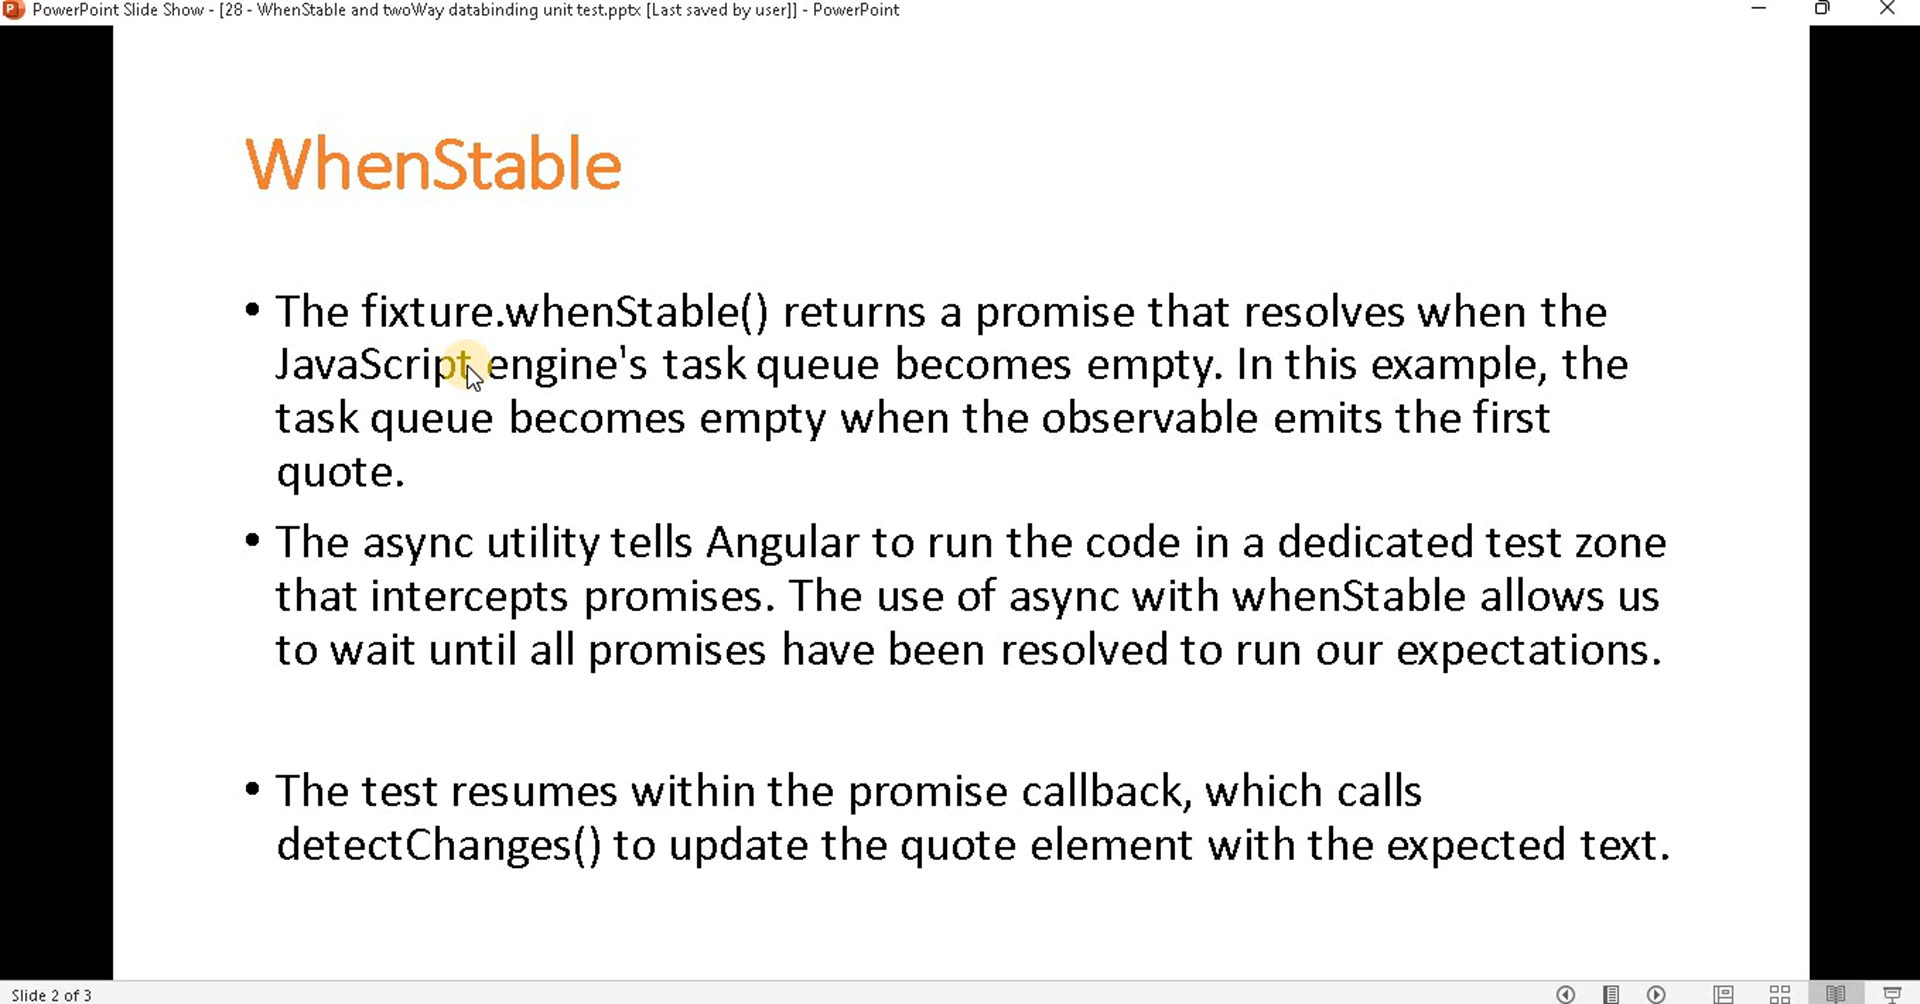 PowerPoint Slide Show - [28 - WhenStable and twoWay databinding unit test.pptx [Last saved by user]] - PowerPoint
WhenStable
• The fixture.whenStable() returns a promise that resolves when the
JavaScript engine's task queue becomes empty. In this example, the
task queue becomes empty when the observable emits the first
quote.
• The async utility tells Angular to run the code in a dedicated test zone
that intercepts promises. The use of async with whenStable allows us
to wait until all promises have been resolved to run our expectations.
• The test resumes within the promise callback, which calls
detectChanges() to update the quote element with the expected text.
Slide 2 of 3